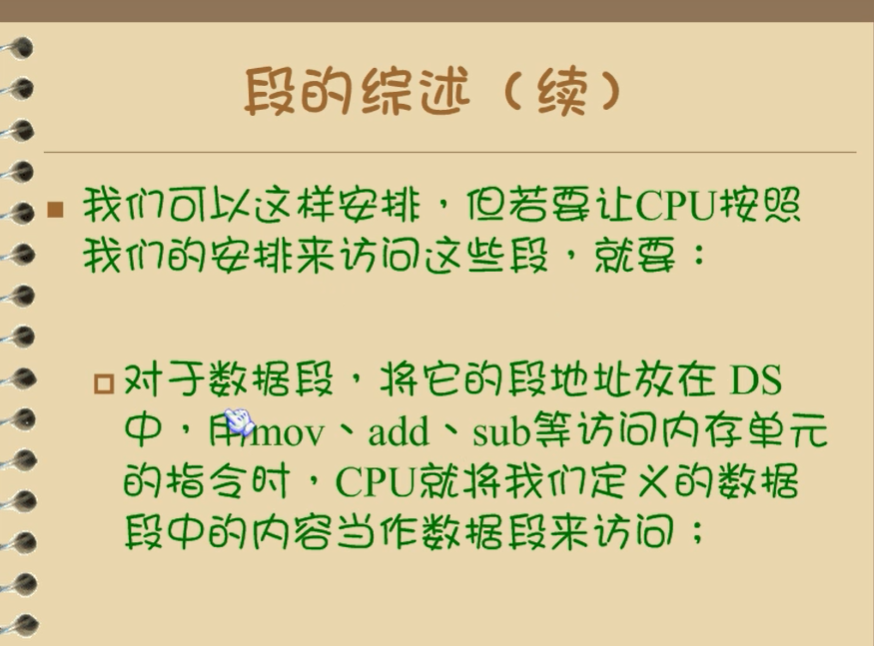 段的综述（续）
我们可以这样安排，但若要让CPU按照
我们的安排来访问这些段，就要：
对于数据段，将它的段地址放在 DS
中，用mov、add、sub等访问内存单元
的指令时，CPU就将我们定义的数据
段中的内容当作数据段来访问；